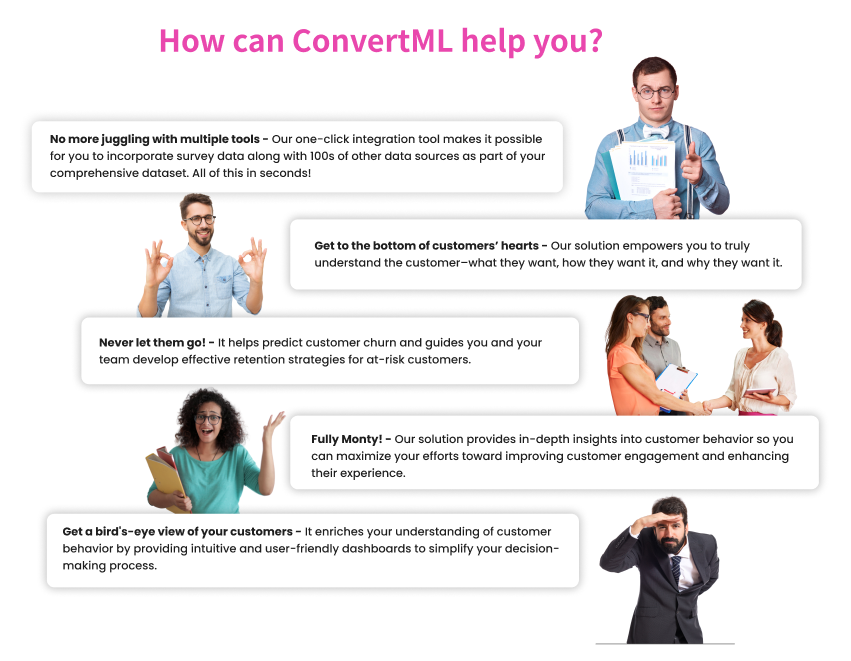 How can ConvertML help you?
No more juggling with multiple tools – Our one-click integration tool makes it possible
for you to incorporate survey data along with 100s of other data sources as part of your
comprehensive dataset. All of this in seconds!
Get to the bottom of customers’ hearts – Our solution empowers you to truly
understand the customer–what they want, how they want it, and why they want it.
Never let them go! – It helps predict customer churn and guides you and your
team develop effective retention strategies for at-risk customers.
Fully Monty! – Our solution provides in-depth insights into customer behavior so you
can maximize your efforts toward improving customer engagement and enhancing
their experience.
Get a bird's-eye view of your customers – It enriches your understanding of customer
behavior by providing intuitive and user-friendly dashboards to simplify your decision-
making process.